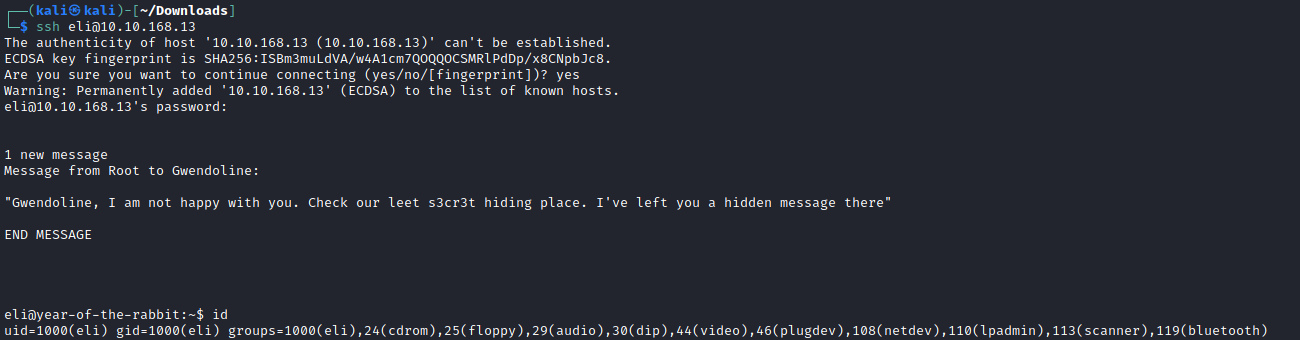 ┌──(kali㉿kali)-[~/Downloads]
└─$ ssh eli@10.10.168.13
The authenticity of host '10.10.168.13 (10.10.168.13)' can't be established.
ECDSA key fingerprint is SHA256:ISBm3muLdVA/w4A1cm7QOQQOCSMRlPdDp/x8CNpbJc8.
Are you sure you want to continue connecting (yes/no/[fingerprint])? yes
Warning: Permanently added '10.10.168.13' (ECDSA) to the list of known hosts.
eli@10.10.168.13's password:
1 new message
Message from Root to Gwendoline:
"Gwendoline, I am not happy with you. Check our leet s3cr3t hiding place. I've left you a hidden message there"
END MESSAGE
eli@year-of-the-rabbit:~$ id
uid=1000(eli) gid=1000(eli) groups=1000(eli),24(cdrom),25(floppy),29(audio),30(dip),44(video),46(plugdev),108(netdev),110(lpadmin),113(scanner),119(bluetooth)